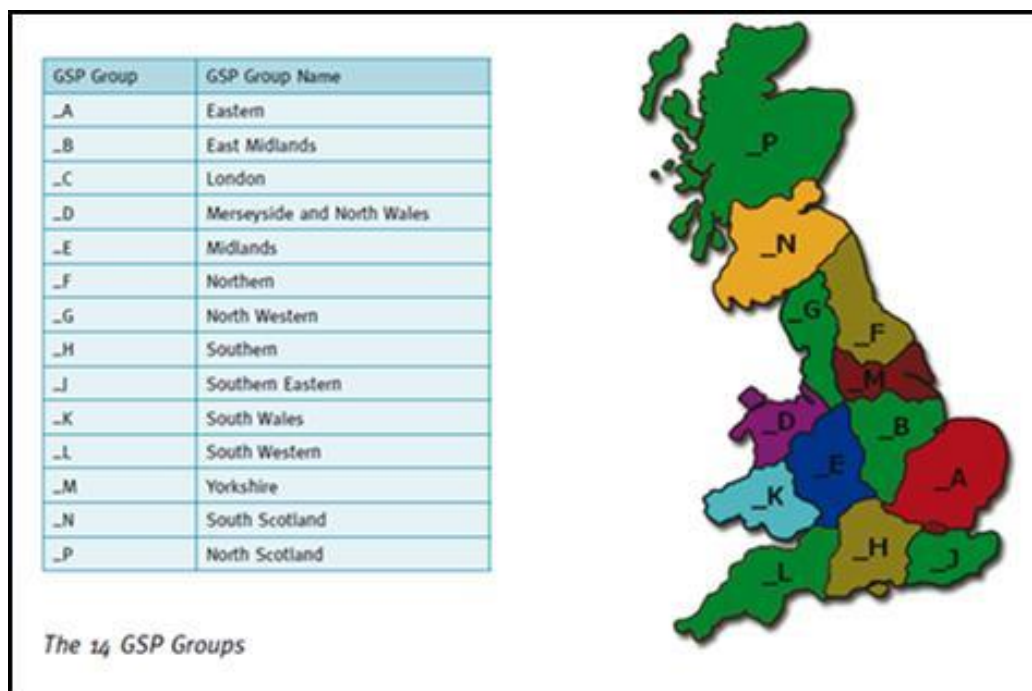 GSP Group GSP Group Name
_A Eastern
_B East Midlands
_C London
_D Merseyside and North Wales
_E Midlands
_F Northern
_G North Western
_H Southern
_J Southern Eastern
_K South Wales
_L South Western
_M Yorkshire
_N South Scotland
_P North Scotland
The 14 GSP Groups
_P
_N
_G
_F
_M
_D
_B
_E
_A
_K
_H
_J
_L